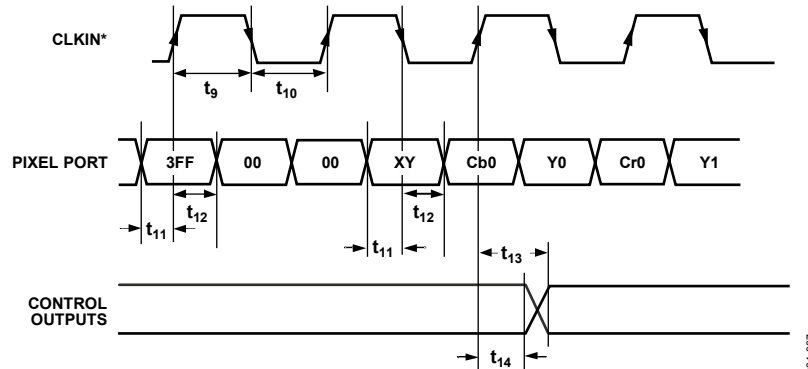 CLKIN*
t9
t10
PIXEL PORT
3FF
00
00
XY
Cb0
Y0
Cr0
Y1
t12
t11
t12
t11
t13
CONTROL
OUTPUTS
t14